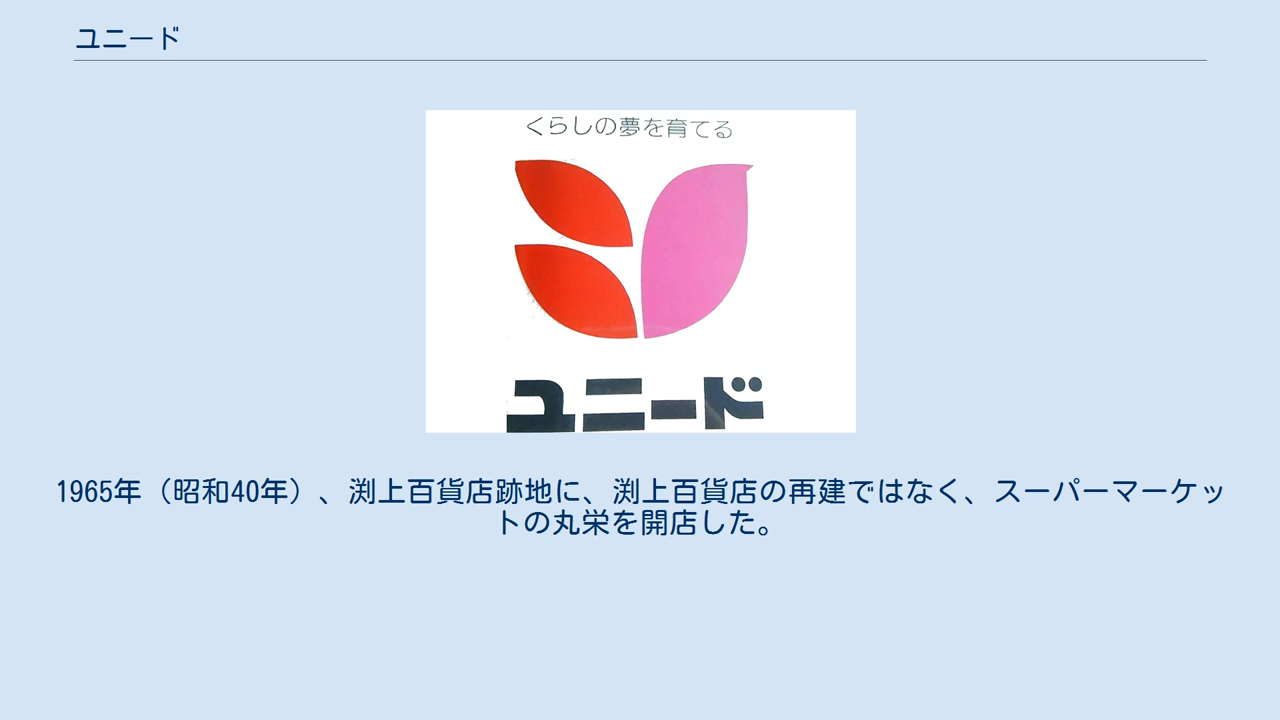 ユニード
くらしの夢を育てる
ユニード
1965年（昭和40年）、渕上百貨店跡地に、渕上百貨店の再建ではなく、スーパーマーケッ
トの丸栄を開店した。